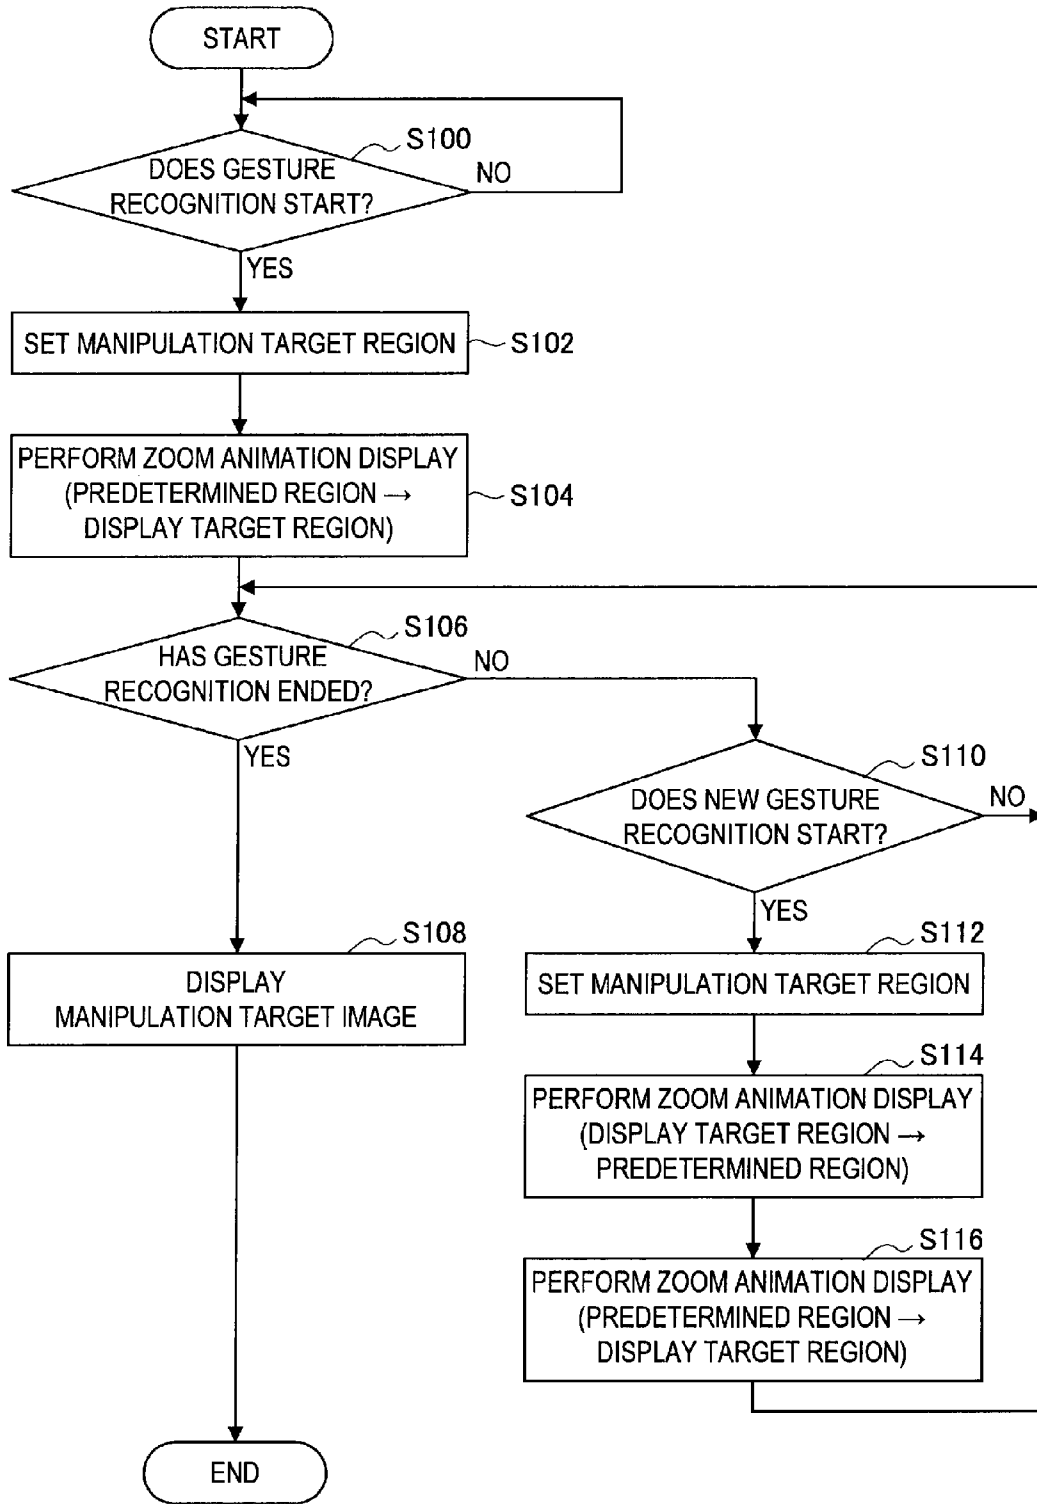 START
S100
DOES GESTURE
RECOGNITION START?
NO
YES
SET MANIPULATION TARGET REGION
S102
PERFORM ZOOM ANIMATION DISPLAY
(PREDETERMINED REGION →
DISPLAY TARGET REGION)
S104
S106
HAS GESTURE
RECOGNITION ENDED?
NO
YES
S110
DOES NEW GESTURE
RECOGNITION START?
NO
YES
S108
DISPLAY
MANIPULATION TARGET IMAGE
S112
SET MANIPULATION TARGET REGION
S114
PERFORM ZOOM ANIMATION DISPLAY
(DISPLAY TARGET REGION →
PREDETERMINED REGION)
S116
PERFORM ZOOM ANIMATION DISPLAY
(PREDETERMINED REGION →
DISPLAY TARGET REGION)
END